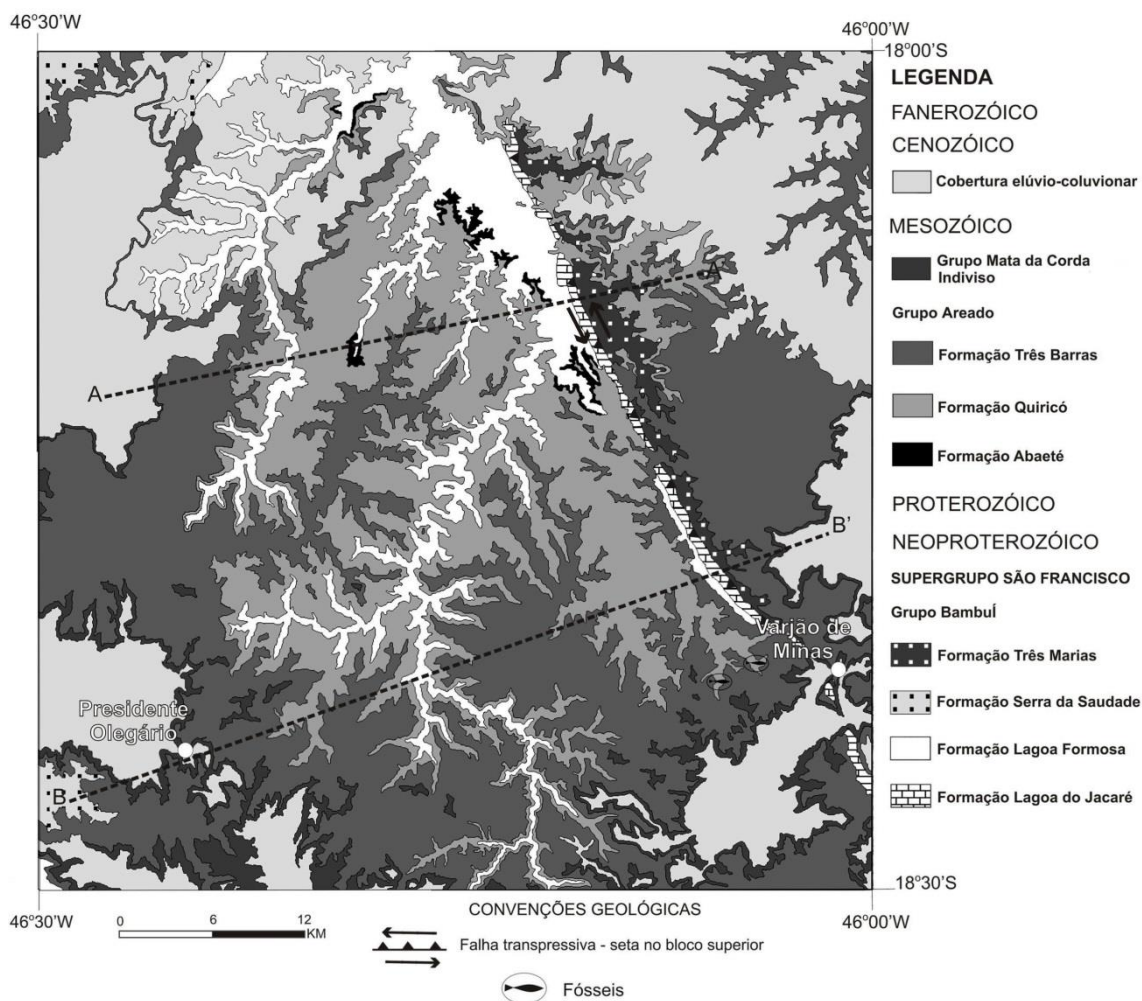 46°30'W
46°00'W
18°00'S
LEGENDA
FANEROZÓICO
CENOZÓICO
Cobertura elúvio-coluvionar
MESOZÓICO
Grupo Mata da Corda
Indiviso
Grupo Areado
Formação Três Barras
Formação Quiricó
Formação Abaeté
PROTEROZÓICO
NEOPROTEROZÓICO
SUPERGRUPO SÃO FRANCISCO
Grupo BambuÍ
Formação Três Marias
Formação Serra da Saudade
Formação Lagoa Formosa
Formação Lagoa do Jacaré
A
A
B'
Varjão de
Minas
Presidente
Olegário
B
18°30'S
46°30'W
46°00'W
0 6 12
KM
CONVENÇÕES GEOLÓGICAS
Falha transpressiva - seta no bloco superior
Fósseis